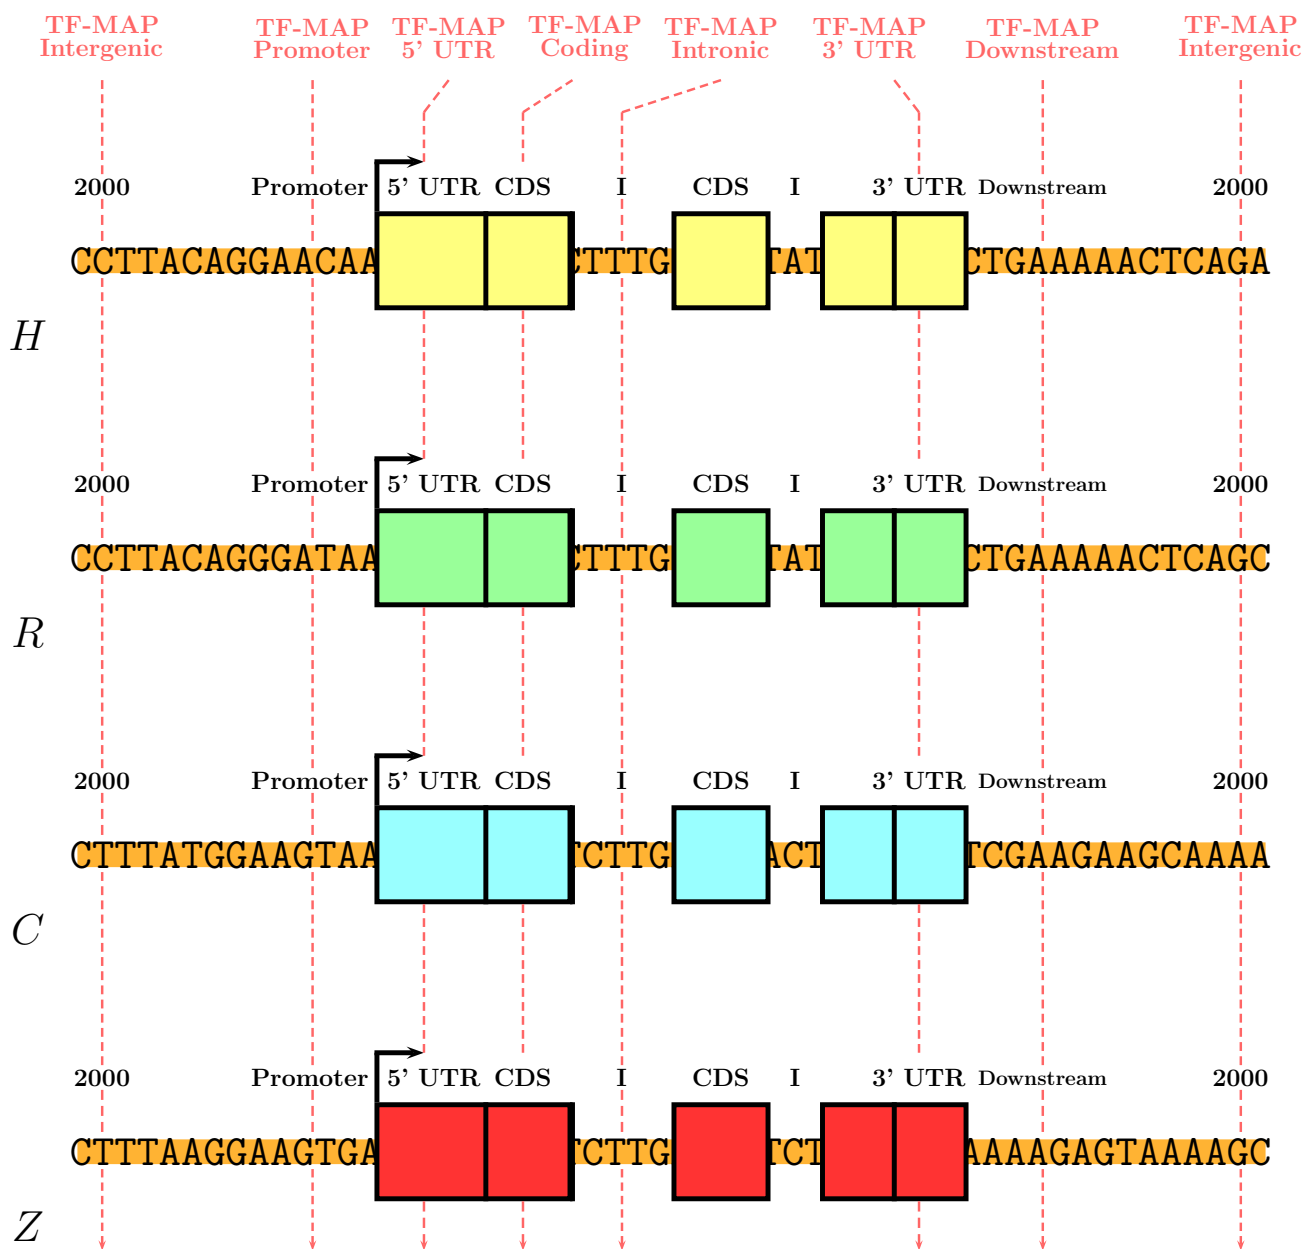 TF-MAP TF-MAP TF-MAP TF-MAP TF-MAP TF-MAP TF-MAP TF-MAP
Intergenic Promoter 5' UTR Coding Intronic 3' UTR Downstream Intergenic
2000 Promoter 5' UTR CDS I CDS I 3' UTR Downstream 2000
CCTTACAGGAACAA CTTTG TAT CTGAAAAACTCAGA
H
2000 Promoter 5' UTR CDS I CDS I 3' UTR Downstream 2000
CCTTACAGGGATAA CTTTG TAT CTGAAAAACTCAGC
R
2000 Promoter 5' UTR CDS I CDS I 3' UTR Downstream 2000
CTTTATGGAAGTAA TCTTG ACT TCGAAGAAGCAAAA
C
2000 Promoter 5' UTR CDS I CDS I 3' UTR Downstream 2000
CTTTAAGGAAGTGA TCTTG TCT AAAAGAGTAAAAGC
Z